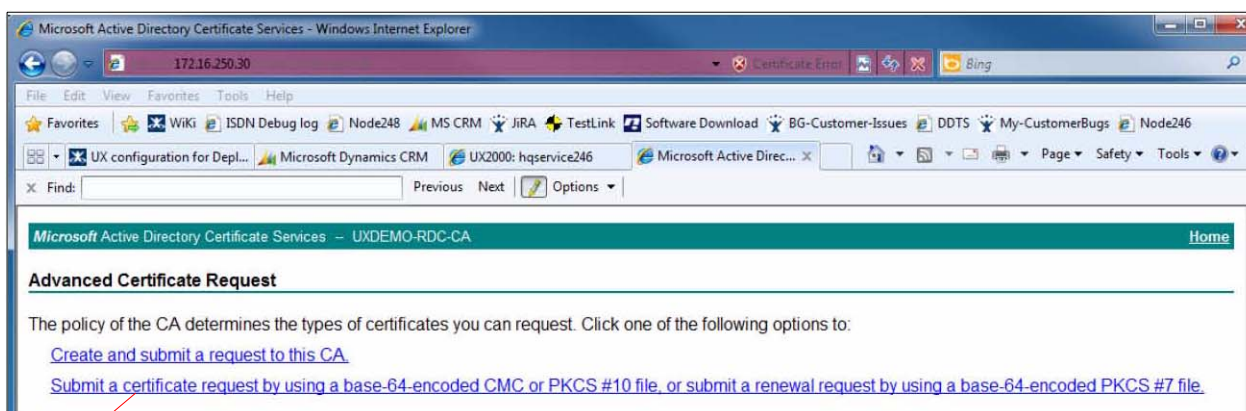 Microsoft Active Directory Certificate Services - Windows Internet Explorer
172.16.250.30 Certificate Error Bing
File Edit View Favorites Tools Help
Favorites WiKi ISDN Debug log Node248 MS CRM JiRA TestLink Software Download BG-Customer-Issues DDTS My-CustomerBugs Node246
UX configuration for Depl... Microsoft Dynamics CRM UX2000: hqservice246 Microsoft Active Direc... Page Safety Tools
Find: Previous Next Options
Microsoft Active Directory Certificate Services -- UXDEMO-RDC-CA Home
Advanced Certificate Request
The policy of the CA determines the types of certificates you can request. Click one of the following options to:
Create and submit a request to this CA.
Submit a certificate request by using a base-64-encoded CMC or PKCS #10 file, or submit a renewal request by using a base-64-encoded PKCS #7 file.